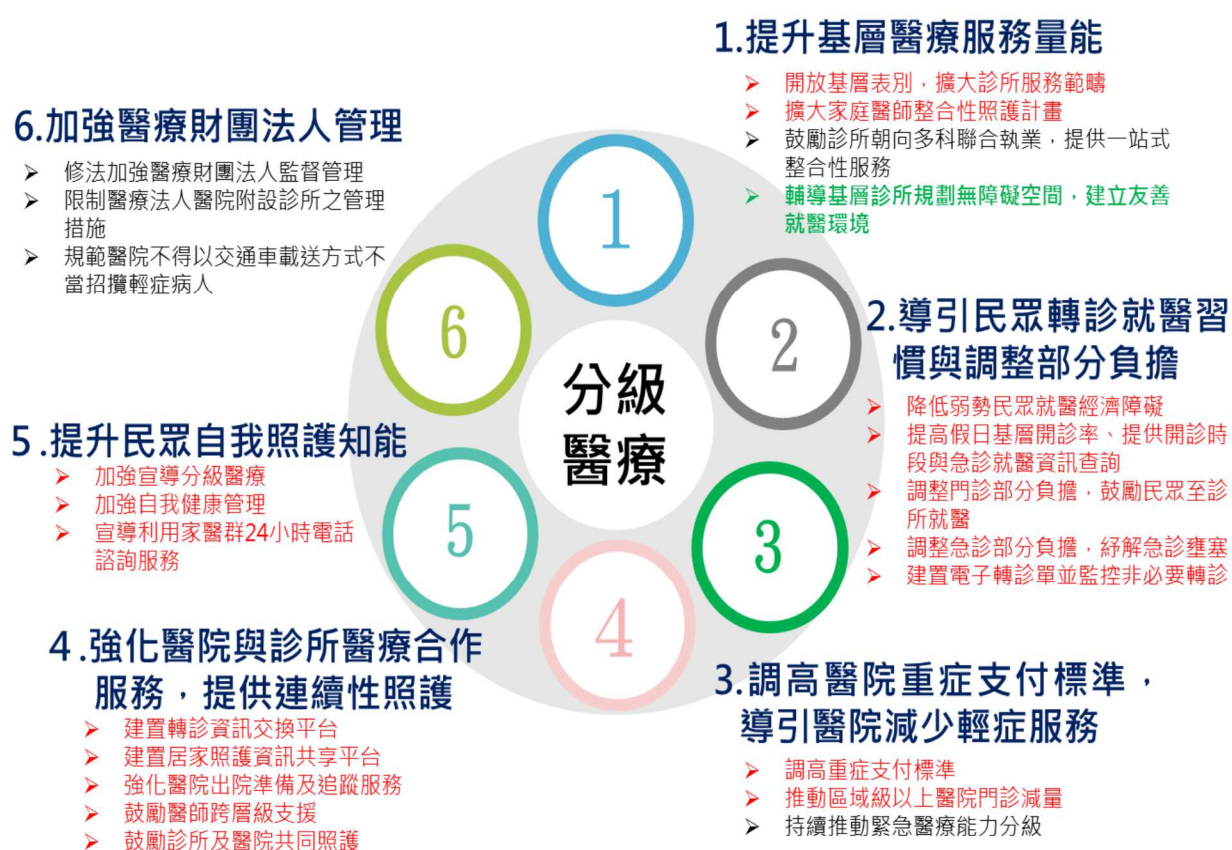 1.提升基層醫療服務量能
➢ 開放基層表別，擴大診所服務範疇
➢ 擴大家庭醫師整合性照護計畫
➢ 鼓勵診所朝向多科聯合執業，提供一站式
整合性服務
➢ 輔導基層診所規劃無障礙空間，建立友善
就醫環境
2.導引民眾轉診就醫習
慣與調整部分負擔
➢ 降低弱勢民眾就醫經濟障礙
➢ 提高假日基層開診率、提供開診時
段與急診就醫資訊查詢
➢ 調整門診部分負擔，鼓勵民眾至診
所就醫
➢ 調整急診部分負擔，紓解急診壅塞
➢ 建置電子轉診單並監控非必要轉診
3.調高醫院重症支付標準，
導引醫院減少輕症服務
➢ 調高重症支付標準
➢ 推動區域級以上醫院門診減量
➢ 持續推動緊急醫療能力分級
4.強化醫院與診所醫療合作
服務，提供連續性照護
➢ 建置轉診資訊交換平台
➢ 建置居家照護資訊共享平台
➢ 強化醫院出院準備及追蹤服務
➢ 鼓勵醫師跨層級支援
➢ 鼓勵診所及醫院共同照護
5.提升民眾自我照護知能
➢ 加強宣導分級醫療
➢ 加強自我健康管理
➢ 宣導利用家醫群24小時電話
諮詢服務
6.加強醫療財團法人管理
➢ 修法加強醫療財團法人監督管理
➢ 限制醫療法人醫院附設診所之管理
措施
➢ 規範醫院不得以交通車載送方式不
當招攬輕症病人
分級
醫療
1
2
3
4
5
6